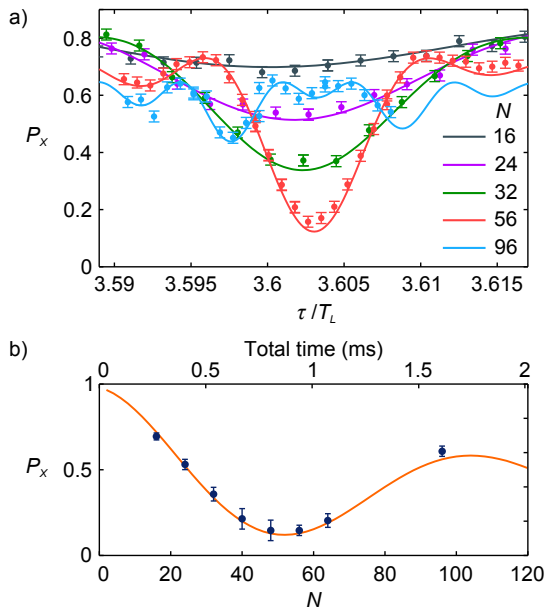 a)
0.8
0.6
0.4
0.2
0
P_X
N
16
24
32
56
96
3.59 3.595 3.6 3.605 3.61 3.615
τ/T_L
b)
Total time (ms)
0 0.5 1 1.5 2
1
0.5
0
P_X
0 20 40 60 80 100 120
N